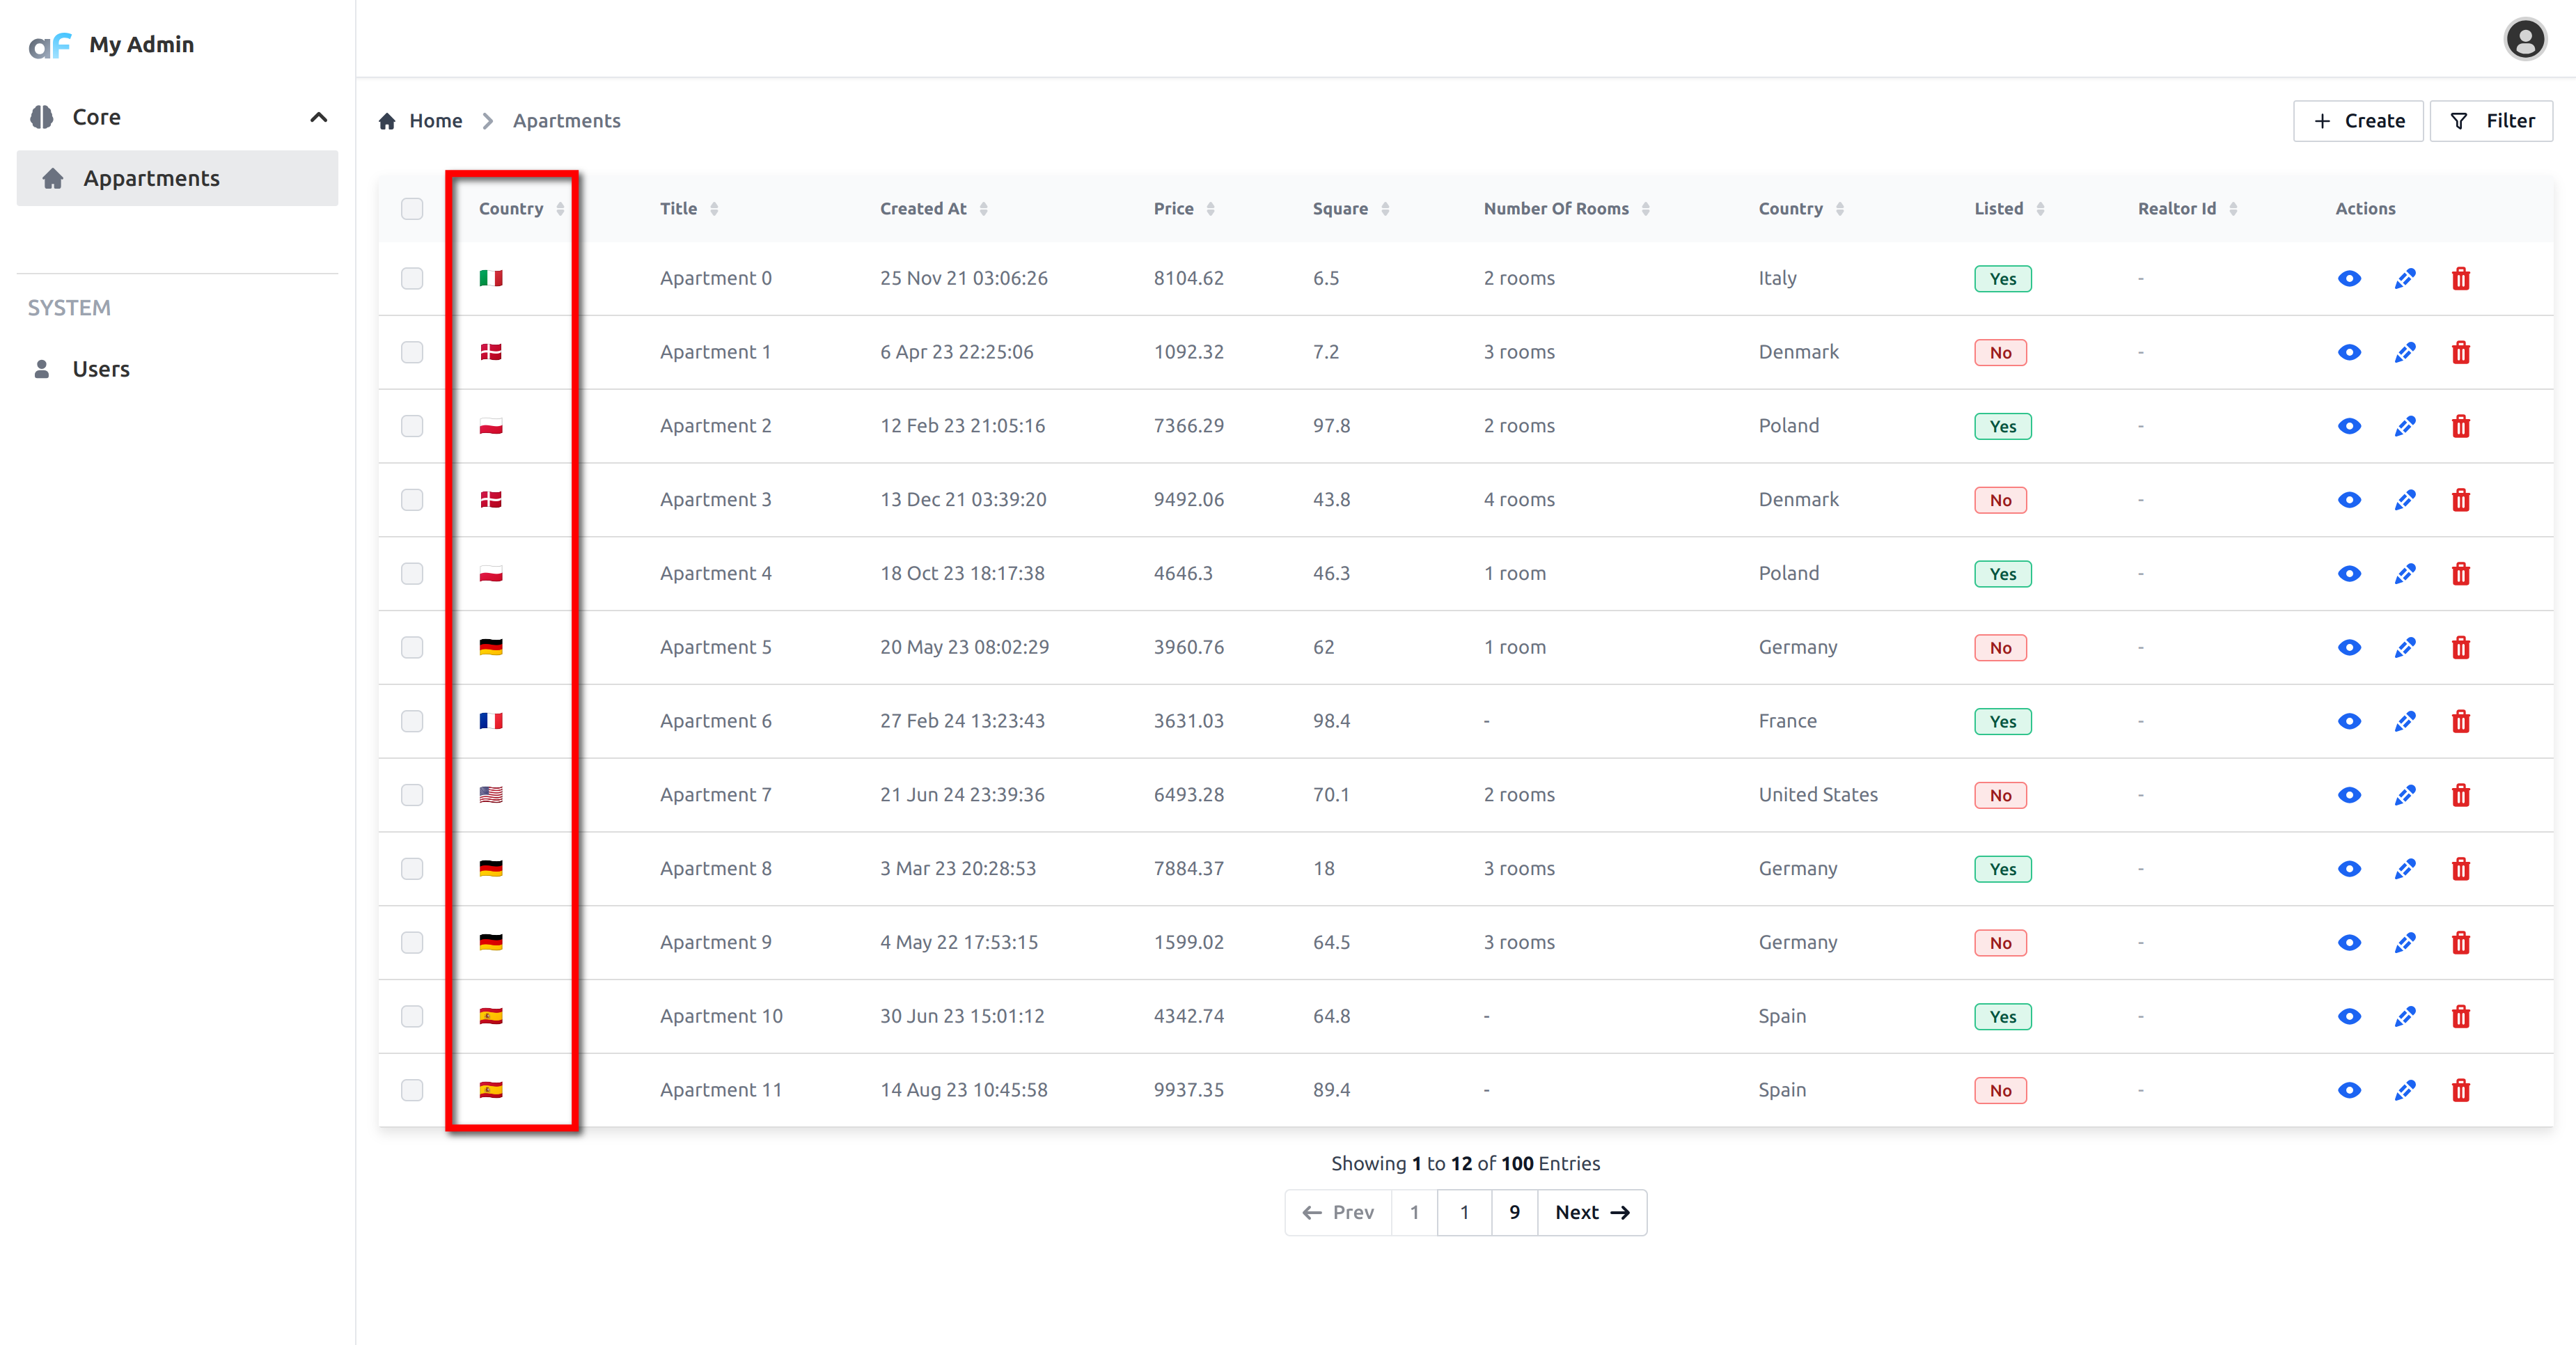 aF My Admin
Core
Appartments
SYSTEM
Users
Home Apartments
+ Create Filter
Country Title Created At Price Square Number Of Rooms Country Listed Realtor Id Actions
Apartment 0 25 Nov 21 03:06:26 8104.62 6.5 2 rooms Italy Yes -
Apartment 1 6 Apr 23 22:25:06 1092.32 7.2 3 rooms Denmark No -
Apartment 2 12 Feb 23 21:05:16 7366.29 97.8 2 rooms Poland Yes -
Apartment 3 13 Dec 21 03:39:20 9492.06 43.8 4 rooms Denmark No -
Apartment 4 18 Oct 23 18:17:38 4646.3 46.3 1 room Poland Yes -
Apartment 5 20 May 23 08:02:29 3960.76 62 1 room Germany No -
Apartment 6 27 Feb 24 13:23:43 3631.03 98.4 - France Yes -
Apartment 7 21 Jun 24 23:39:36 6493.28 70.1 2 rooms United States No -
Apartment 8 3 Mar 23 20:28:53 7884.37 18 3 rooms Germany Yes -
Apartment 9 4 May 22 17:53:15 1599.02 64.5 3 rooms Germany No -
Apartment 10 30 Jun 23 15:01:12 4342.74 64.8 - Spain Yes -
Apartment 11 14 Aug 23 10:45:58 9937.35 89.4 - Spain No -
Showing 1 to 12 of 100 Entries
Prev 1 1 9 Next